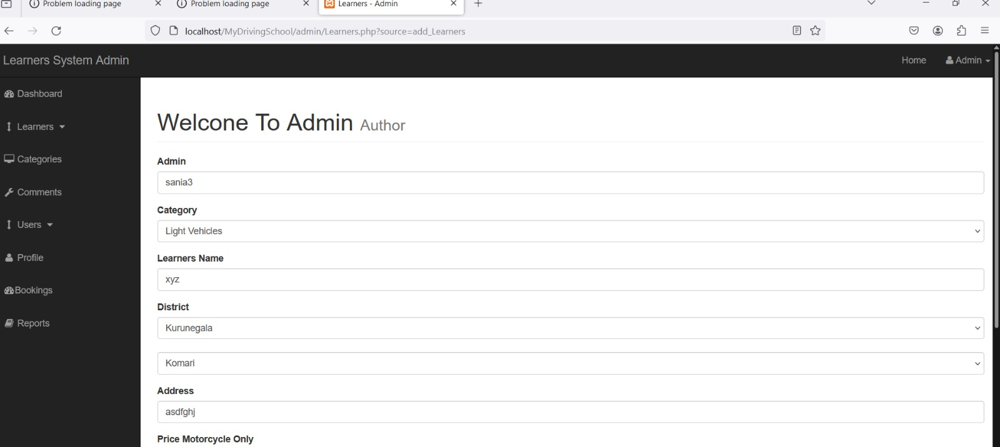 Problem loading page
Problem loading page
Learners - Admin
localhost/MyDrivingSchool/admin/Learners.php?source=add_Learners
Learners System Admin
Home
Admin
Dashboard
Learners
Categories
Comments
Users
Profile
Bookings
Reports
Welcone To Admin Author
Admin
sania3
Category
Light Vehicles
Learners Name
xyz
District
Kurunegala
Komari
Address
asdfghj
Price Motorcycle Only